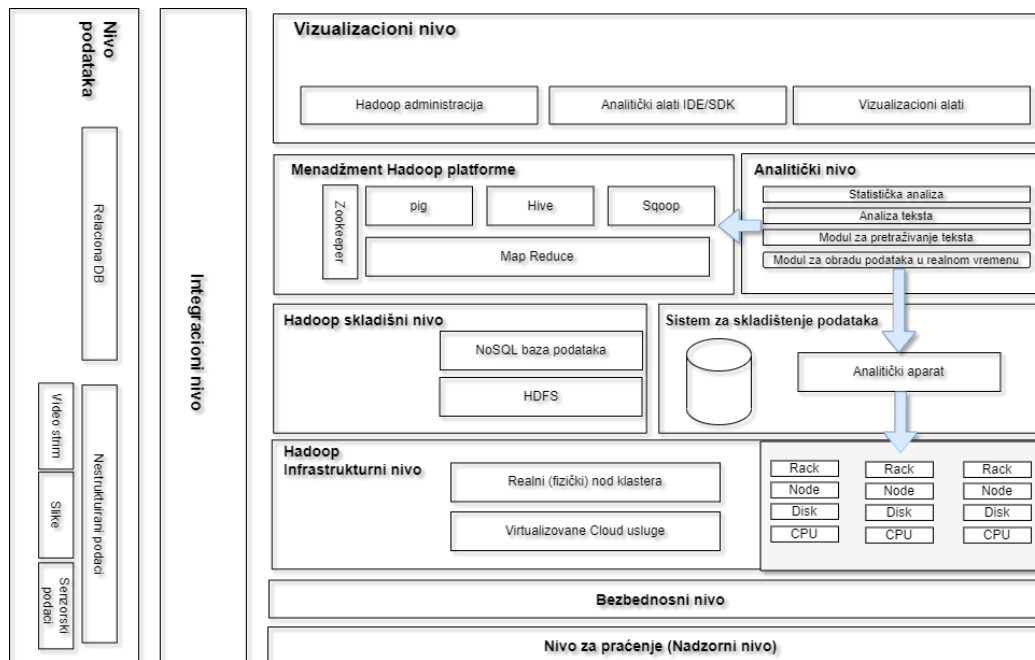 Nivo
podataka
Relaciona DB
Nestrukturani podaci
Video strim
Slike
Senzorski
podaci
Integracioni nivo
Vizualizacioni nivo
Hadoop administracija
Analitički alati IDE/SDK
Vizualizacioni alati
Menadžment Hadoop platforme
Zookeeper
pig
Hive
Sqoop
Map Reduce
Analitički nivo
Statistička analiza
Analiza teksta
Modul za pretraživanje teksta
Modul za obradu podataka u realnom vremenu
Hadoop skladišni nivo
NoSQL baza podataka
HDFS
Sistem za skladištenje podataka
Analitički aparat
Hadoop
Infrastrukturni nivo
Realni (fizički) nod klastera
Virtualizovane Cloud usluge
Rack
Node
Disk
CPU
Rack
Node
Disk
CPU
Rack
Node
Disk
CPU
Bezbednosni nivo
Nivo za praćenje (Nadzorni nivo)